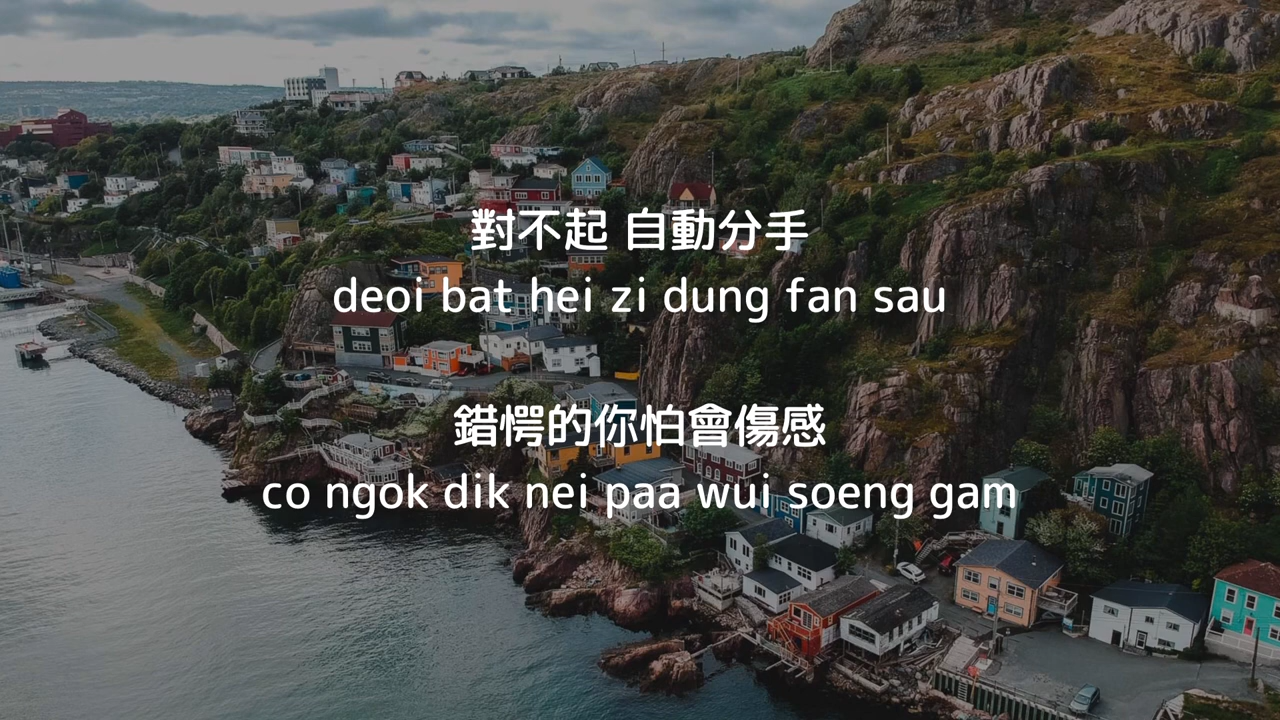 對不起 自動分手
deoi bat hei zi dung fan sau
錯愕的你怕會傷感
co ngok dik nei paa wui soeng gam